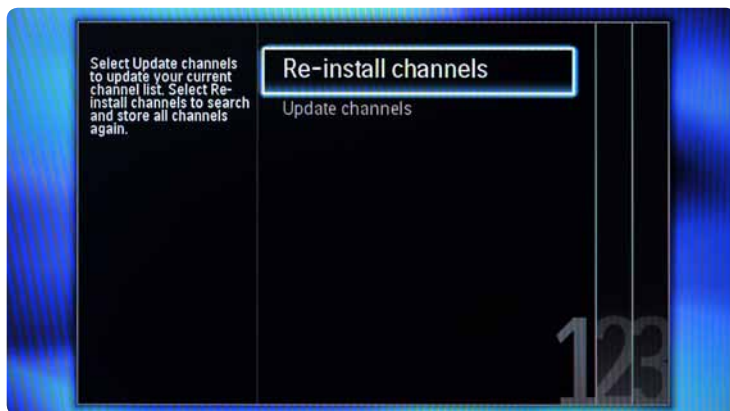 Select Update channels
to update your current
channel list. Select Re-
install channels to search
and store all channels
again.
Re-install channels
Update channels
123